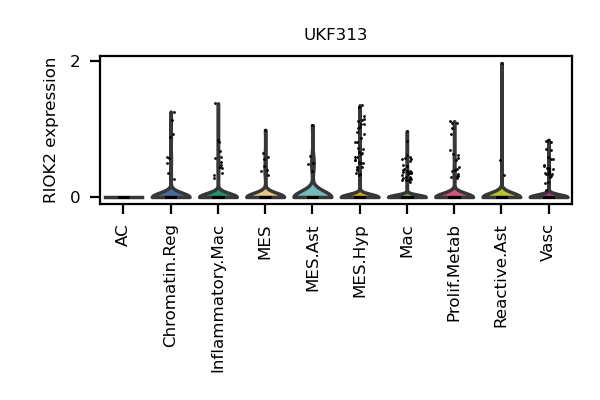 UKF313
RIOK2 expression
2
0
AC
Chromatin.Reg
Inflammatory.Mac
MES
MES.Ast
MES.Hyp
Mac
Prolif.Metab
Reactive.Ast
Vasc